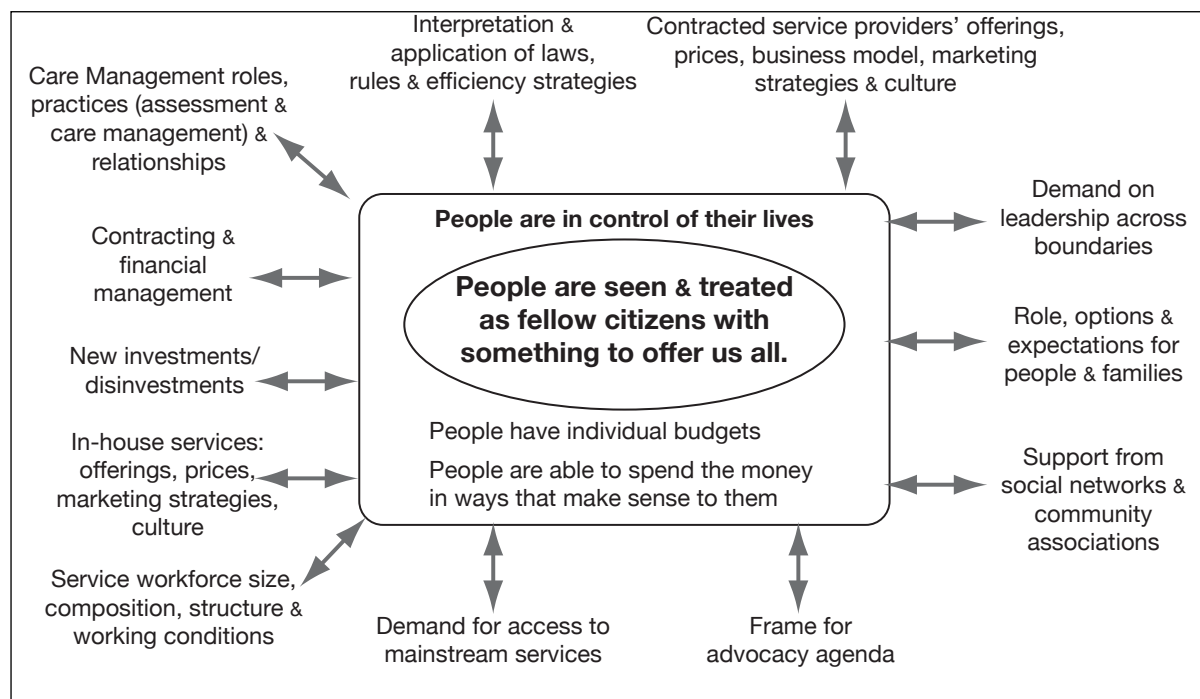 Interpretation &
application of laws,
rules & efficiency strategies
Contracted service providers’ offerings,
prices, business model, marketing
strategies & culture
Care Management roles,
practices (assessment &
care management) &
relationships
Contracting &
financial
management
New investments/
disinvestments
In-house services:
offerings, prices,
marketing strategies,
culture
Service workforce size,
composition, structure &
working conditions
People are in control of their lives
People are seen & treated
as fellow citizens with
something to offer us all.
People have individual budgets
People are able to spend the money
in ways that make sense to them
Demand on
leadership across
boundaries
Role, options &
expectations for
people & families
Support from
social networks &
community
associations
Demand for access to
mainstream services
Frame for
advocacy agenda